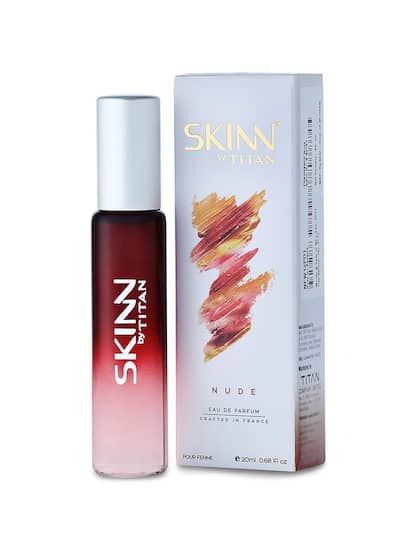 SKINN
by TITAN
SKINN
by TITAN
NUDE
EAU DE PARFUM
CRAFTED IN FRANCE
POUR FEMME
e 20ml. 0.68 Fl oz
TITAN